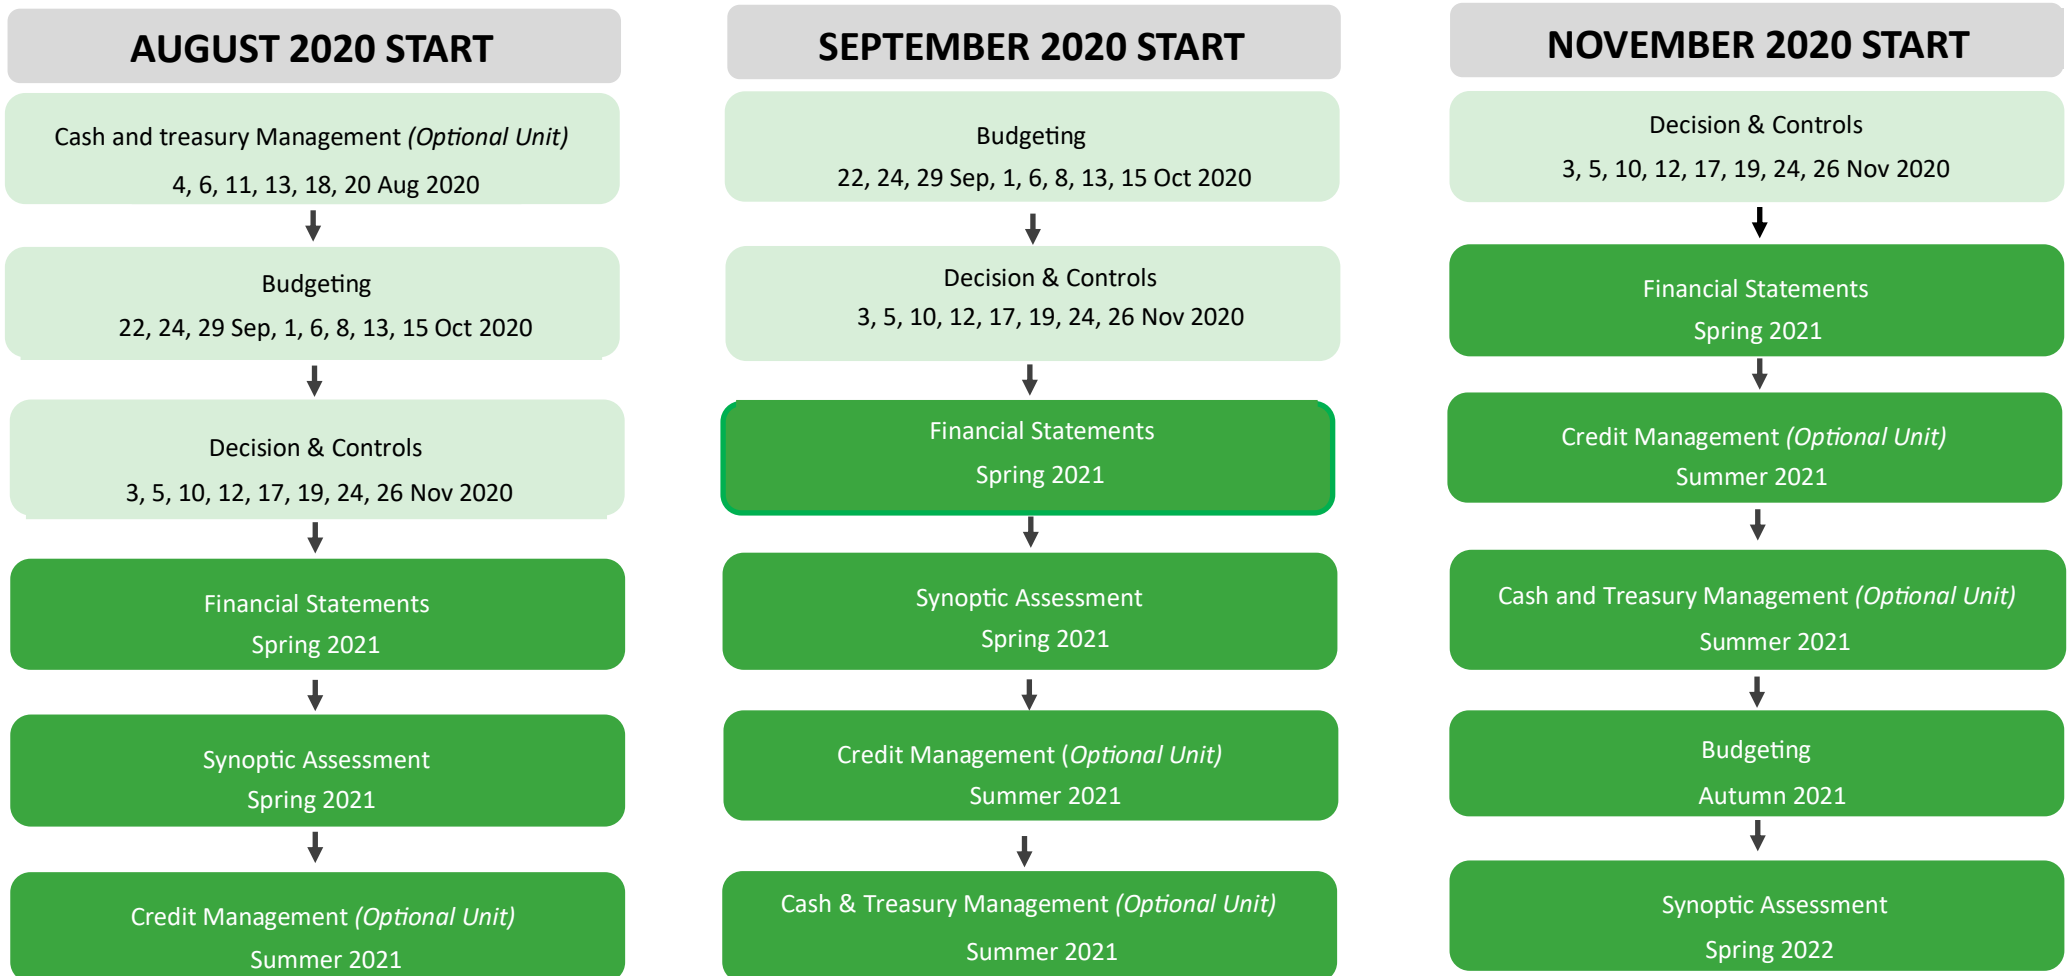 AUGUST 2020 START
Cash and treasury Management (Optional Unit)
4, 6, 11, 13, 18, 20 Aug 2020
Budgeting
22, 24, 29 Sep, 1, 6, 8, 13, 15 Oct 2020
Decision & Controls
3, 5, 10, 12, 17, 19, 24, 26 Nov 2020
Financial Statements
Spring 2021
Synoptic Assessment
Spring 2021
Credit Management (Optional Unit)
Summer 2021
SEPTEMBER 2020 START
Budgeting
22, 24, 29 Sep, 1, 6, 8, 13, 15 Oct 2020
Decision & Controls
3, 5, 10, 12, 17, 19, 24, 26 Nov 2020
Financial Statements
Spring 2021
Synoptic Assessment
Spring 2021
Credit Management (Optional Unit)
Summer 2021
Cash & Treasury Management (Optional Unit)
Summer 2021
NOVEMBER 2020 START
Decision & Controls
3, 5, 10, 12, 17, 19, 24, 26 Nov 2020
Financial Statements
Spring 2021
Credit Management (Optional Unit)
Summer 2021
Cash and Treasury Management (Optional Unit)
Summer 2021
Budgeting
Autumn 2021
Synoptic Assessment
Spring 2022